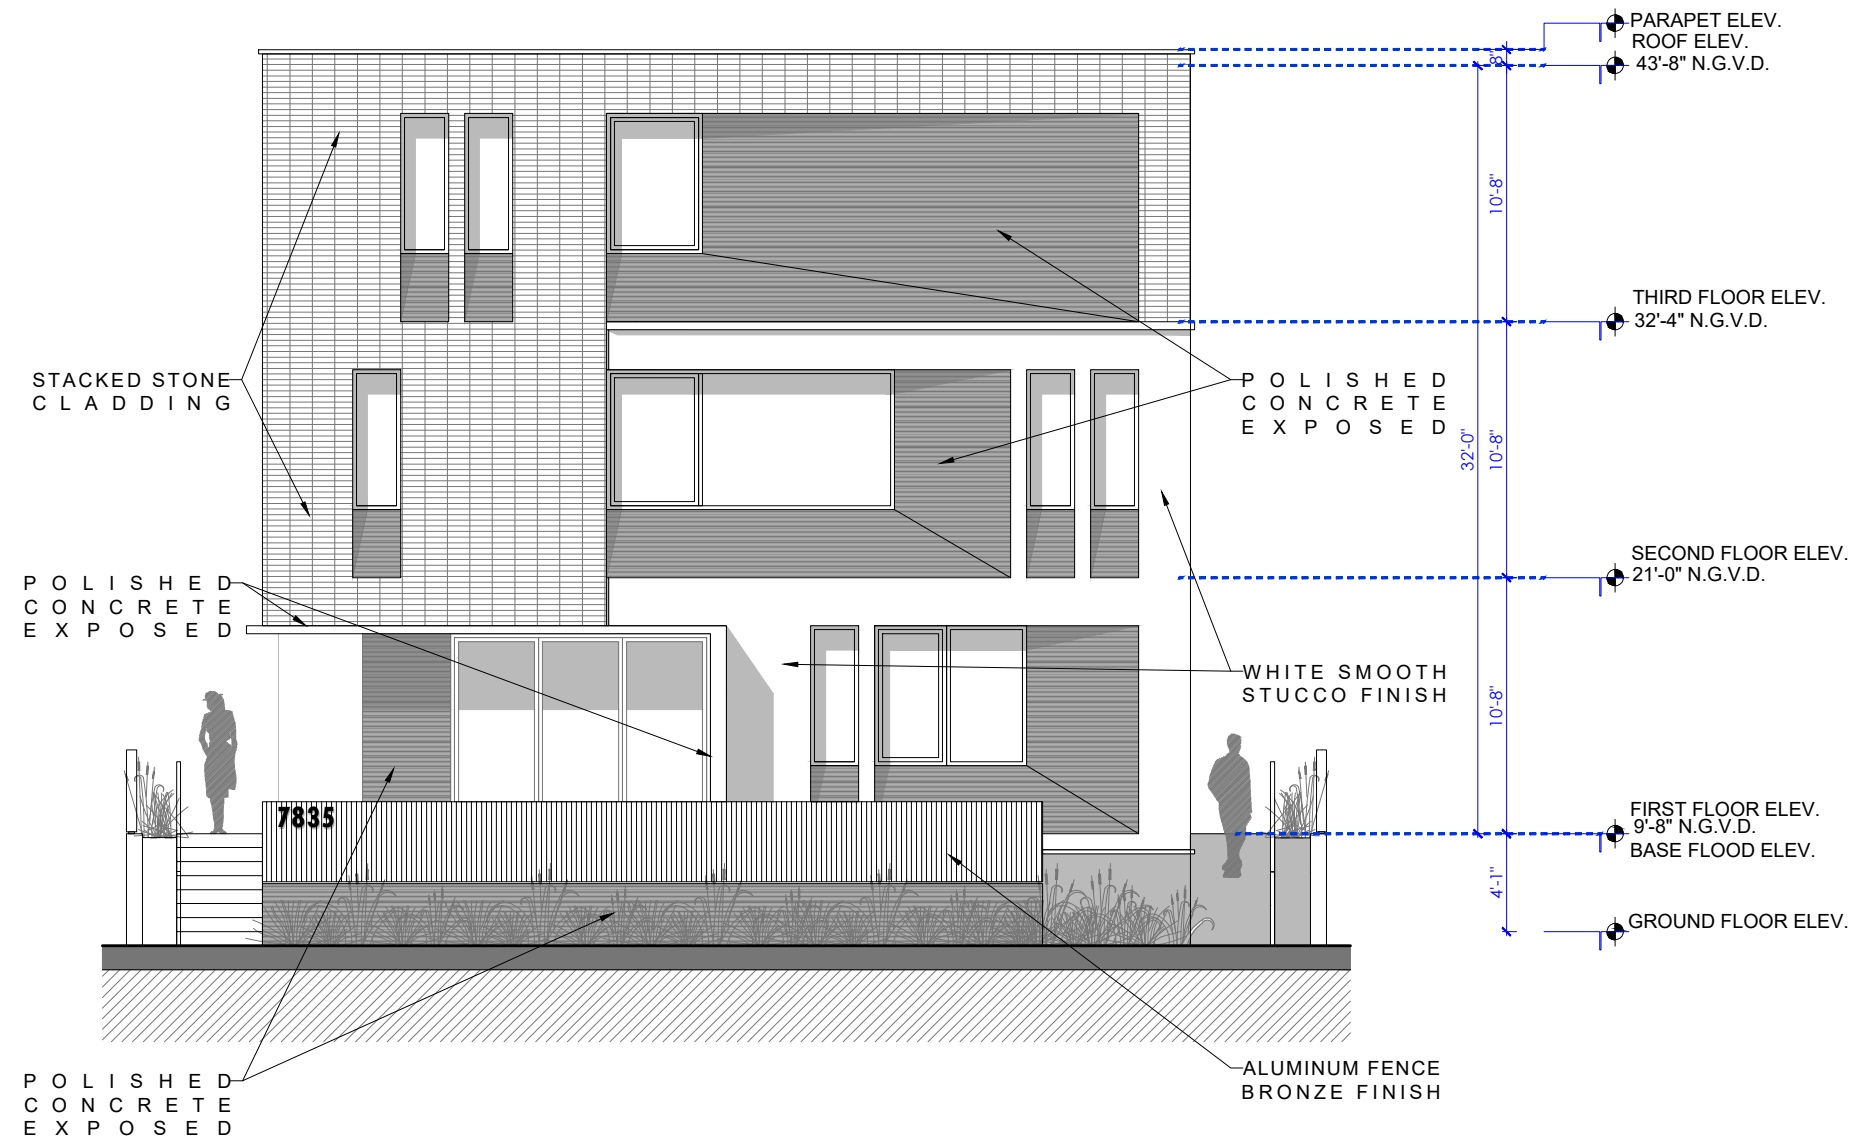 PARAPET ELEV.
ROOF ELEV.
43'-8" N.G.V.D.
8"
10'-8"
THIRD FLOOR ELEV.
32'-4" N.G.V.D.
STACKED STONE
CLADDING
POLISHED
CONCRETE
EXPOSED
32'-0"
10'-8"
SECOND FLOOR ELEV.
21'-0" N.G.V.D.
POLISHED
CONCRETE
EXPOSED
WHITE SMOOTH
STUCCO FINISH
10'-8"
7835
FIRST FLOOR ELEV.
9'-8" N.G.V.D.
BASE FLOOD ELEV.
4'-1"
GROUND FLOOR ELEV.
POLISHED
CONCRETE
EXPOSED
ALUMINUM FENCE
BRONZE FINISH